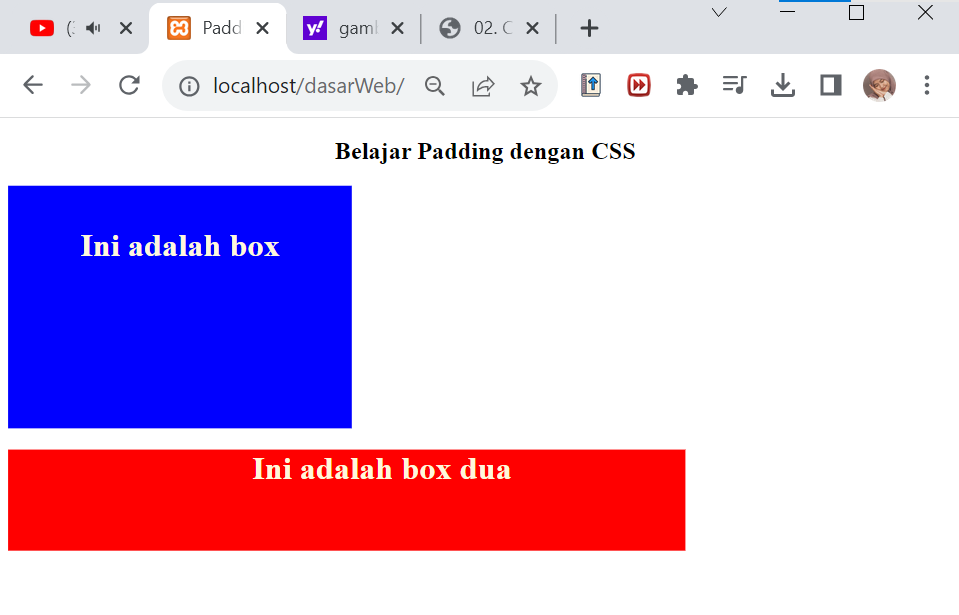 Padd
gaml
02. C
localhost/dasarWeb/
Belajar Padding dengan CSS
Ini adalah box
Ini adalah box dua